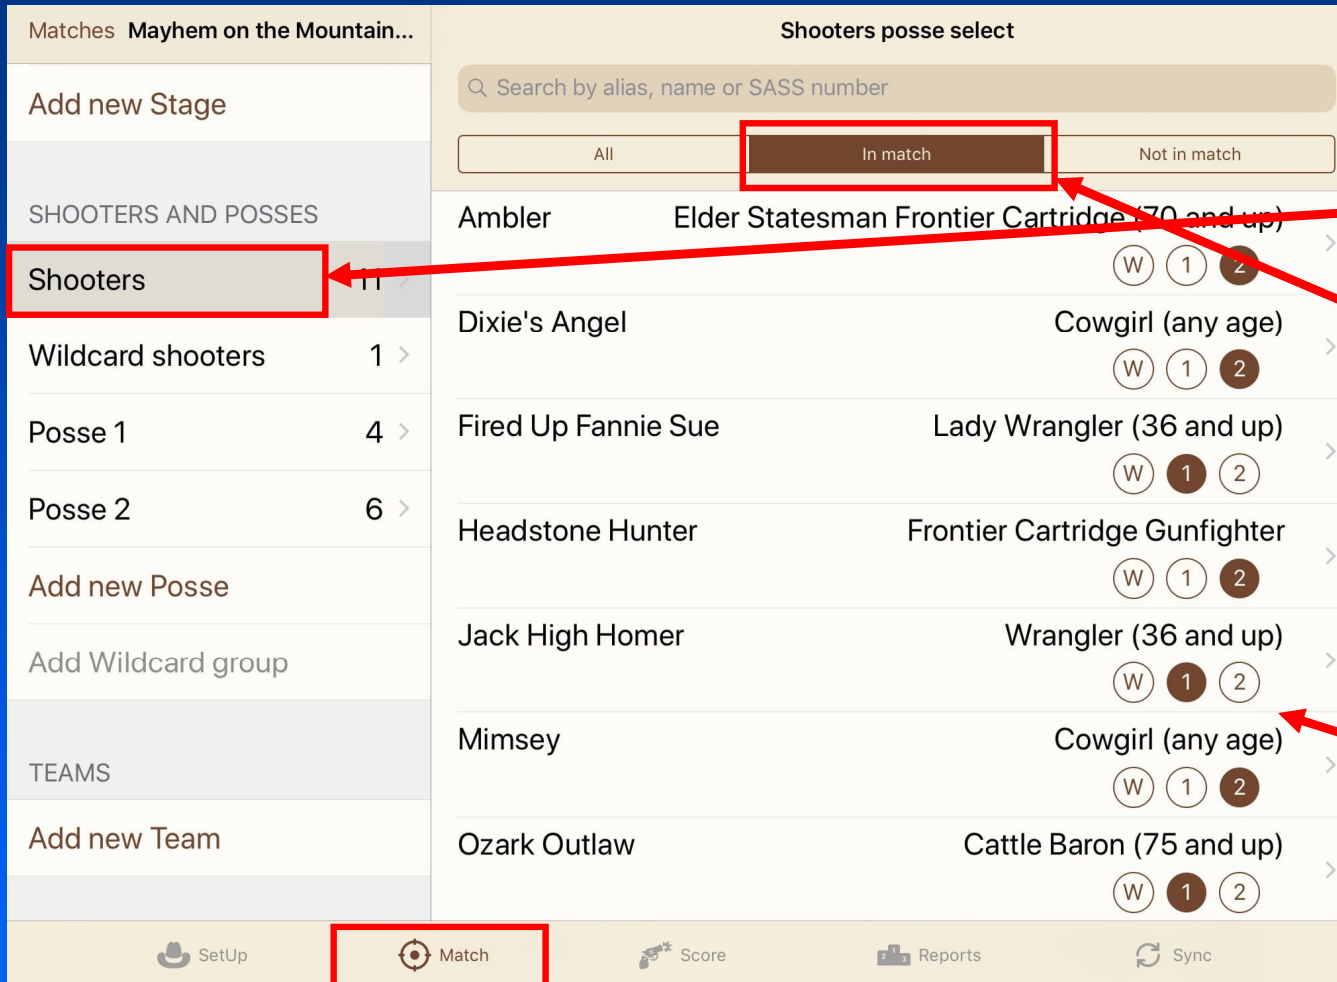 Matches Mayhem on the Mountain...
Add new Stage
SHOOTERS AND POSSES
Shooters 11
Wildcard shooters 1
Posse 1 4
Posse 2 6
Add new Posse
Add Wildcard group
TEAMS
Add new Team
Shooters posse select
Search by alias, name or SASS number
All In match Not in match
Ambler Elder Statesman Frontier Cartridge (70 and up)
W 1 2
Dixie's Angel Cowgirl (any age)
W 1 2
Fired Up Fannie Sue Lady Wrangler (36 and up)
W 1 2
Headstone Hunter Frontier Cartridge Gunfighter
W 1 2
Jack High Homer Wrangler (36 and up)
W 1 2
Mimsey Cowgirl (any age)
W 1 2
Ozark Outlaw Cattle Baron (75 and up)
W 1 2
SetUp Match Score Reports Sync